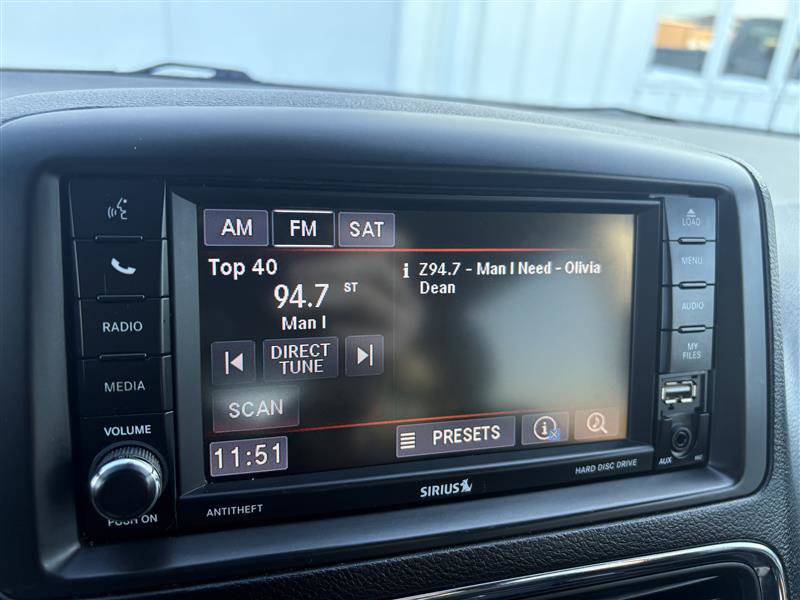 AM FM SAT
Top 40
94.7 ST
Man I
i Z94.7 - Man I Need - Olivia
Dean
DIRECT
TUNE
SCAN
11:51
PRESETS
i
RADIO
MEDIA
VOLUME
PUSH ON
ANTITHEFT
SIRIUS
HARD DISC DRIVE
LOAD
MENU
AUDIO
MY
FILES
AUX